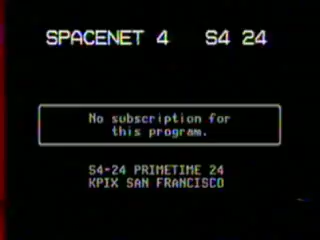 SPACENET 4 S4 24
No subscription for
this program.
S4-24 PRIMETIME 24
KPIX SAN FRANCISCO